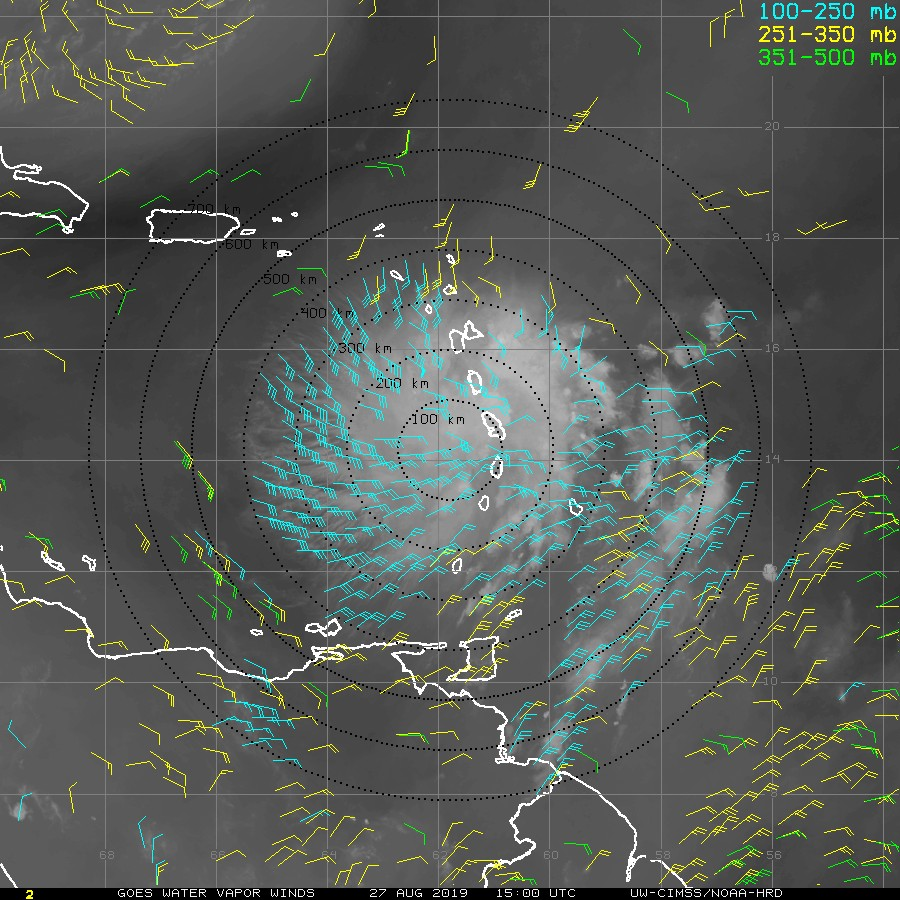 100-250 mb
251-350 mb
351-500 mb
20
700 km
18
600 km
500 km
400 km
300 km
16
200 km
100 km
14
10
68 64 62 60 56
2 GOES WATER VAPOR WINDS 27 AUG 2019 15:00 UTC UW-CIMSS/NOAA-HRD